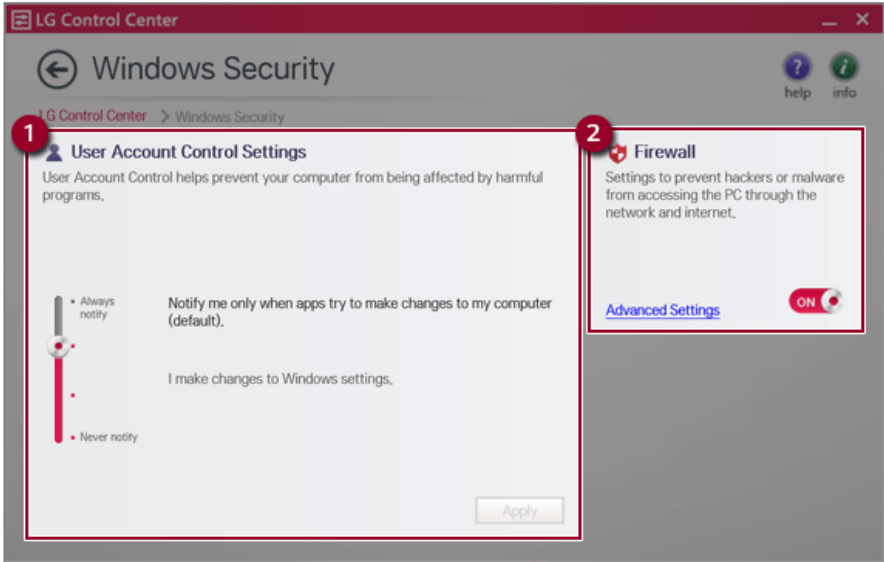 LG Control Center
Windows Security
help
info
LG Control Center > Windows Security
1
User Account Control Settings
User Account Control helps prevent your computer from being affected by harmful
programs.
Always
notify
Notify me only when apps try to make changes to my computer
(default).
I make changes to Windows settings.
Never notify
Apply
2
Firewall
Settings to prevent hackers or malware
from accessing the PC through the
network and internet.
Advanced Settings
ON